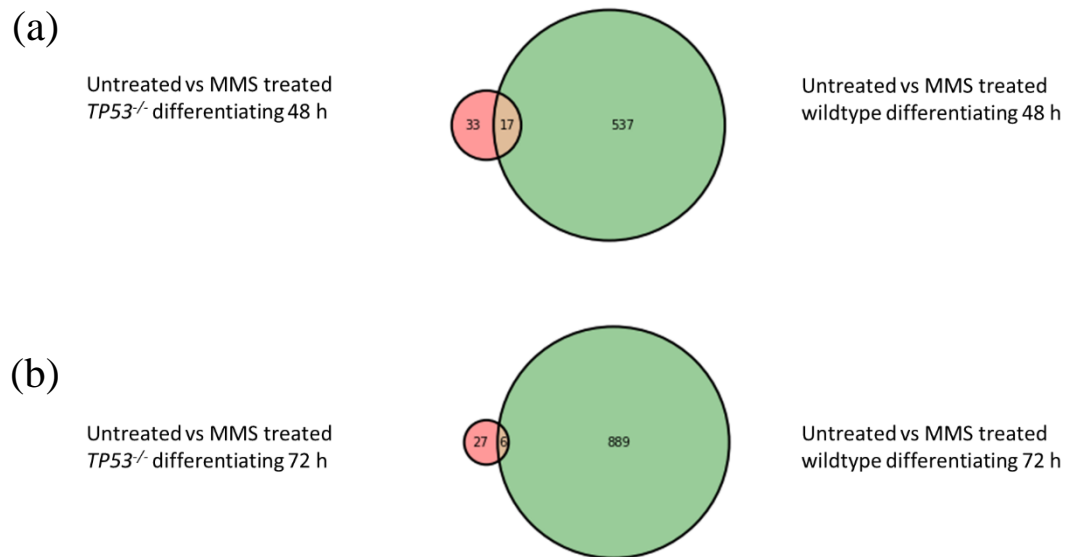 (a)
Untreated vs MMS treated
TP53-/- differentiating 48 h
33
17
537
Untreated vs MMS treated
wildtype differentiating 48 h
(b)
Untreated vs MMS treated
TP53-/- differentiating 72 h
27
6
889
Untreated vs MMS treated
wildtype differentiating 72 h